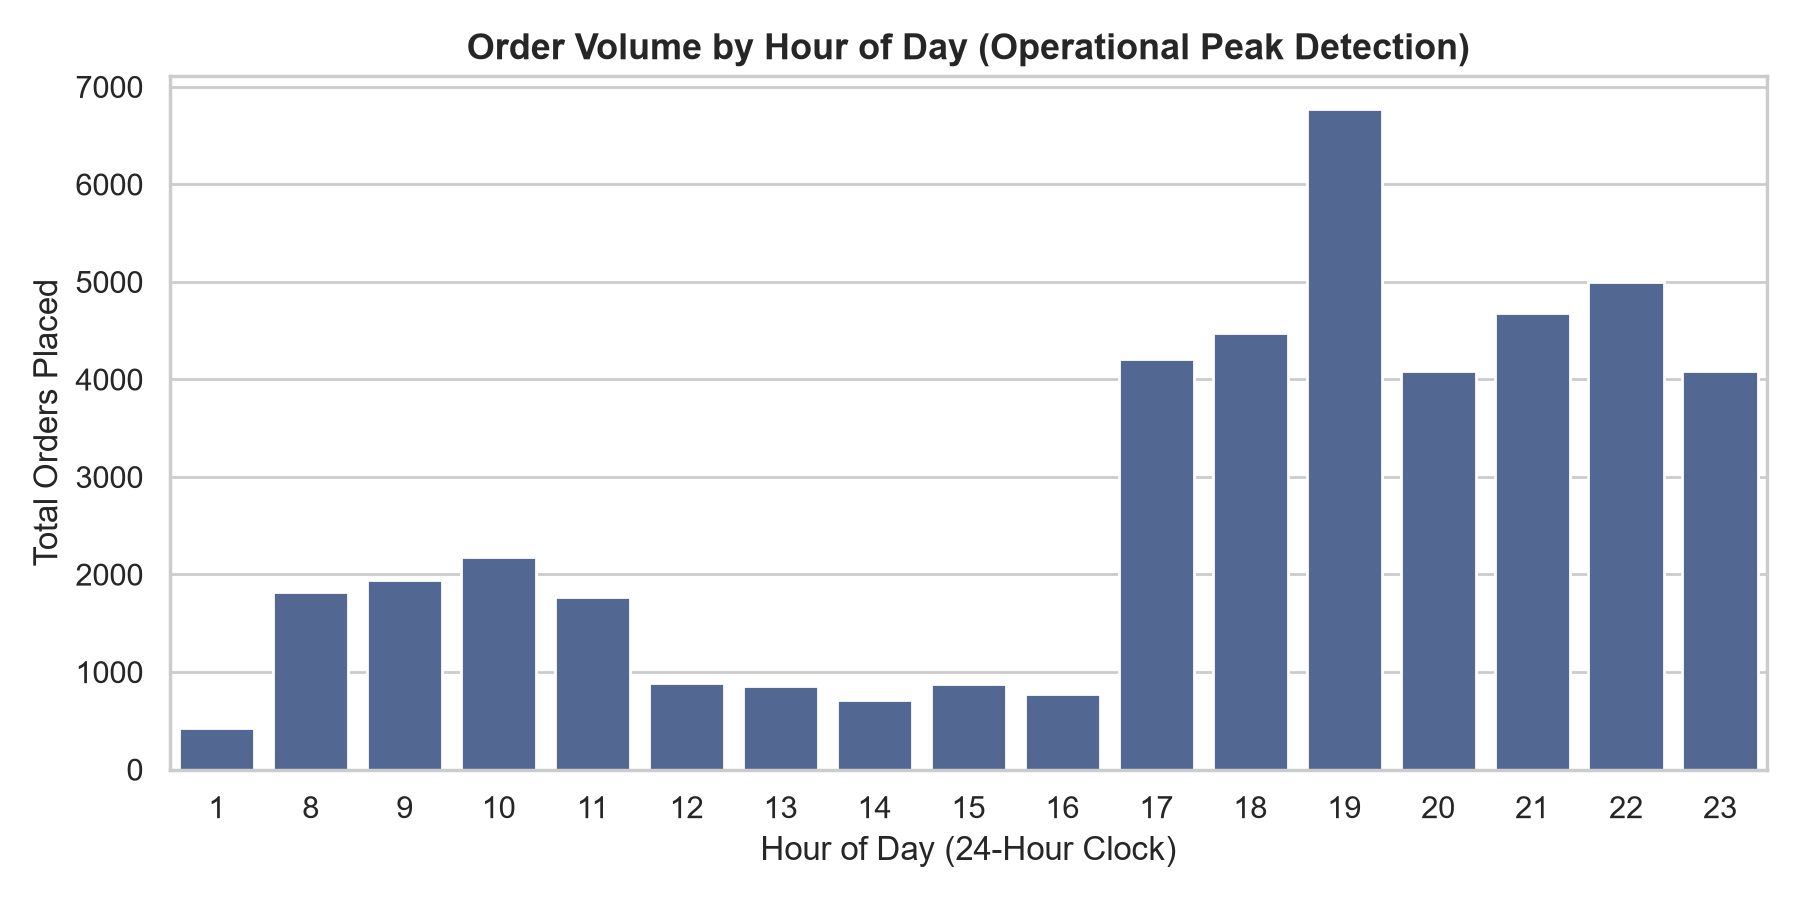 Order Volume by Hour of Day (Operational Peak Detection)
7000
6000
5000
4000
3000
2000
1000
0
Total Orders Placed
1 8 9 10 11 12 13 14 15 16 17 18 19 20 21 22 23
Hour of Day (24-Hour Clock)